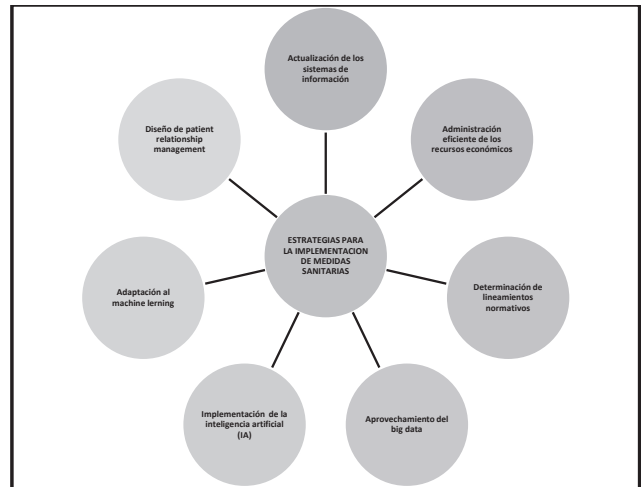 Actualización de los
sistemas de
información
Administración
eficiente de los
recursos económicos
Determinación de
lineamientos
normativos
Aprovechamiento del
big data
Implementación de la
inteligencia artificial
(IA)
Adaptación al
machine lerning
Diseño de patient
relationship
management
ESTRATEGIAS PARA
LA IMPLEMENTACION
DE MEDIDAS
SANITARIAS